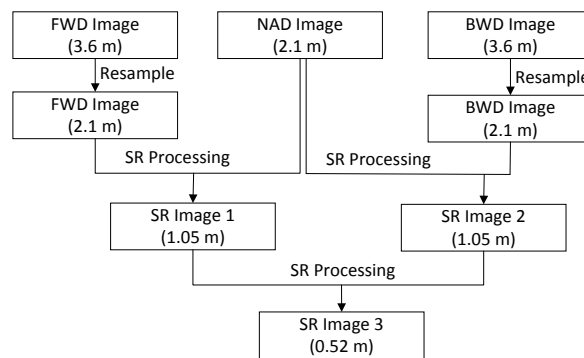 FWD Image
(3.6 m)
NAD Image
(2.1 m)
BWD Image
(3.6 m)
Resample
Resample
FWD Image
(2.1 m)
BWD Image
(2.1 m)
SR Processing
SR Processing
SR Image 1
(1.05 m)
SR Image 2
(1.05 m)
SR Processing
SR Image 3
(0.52 m)